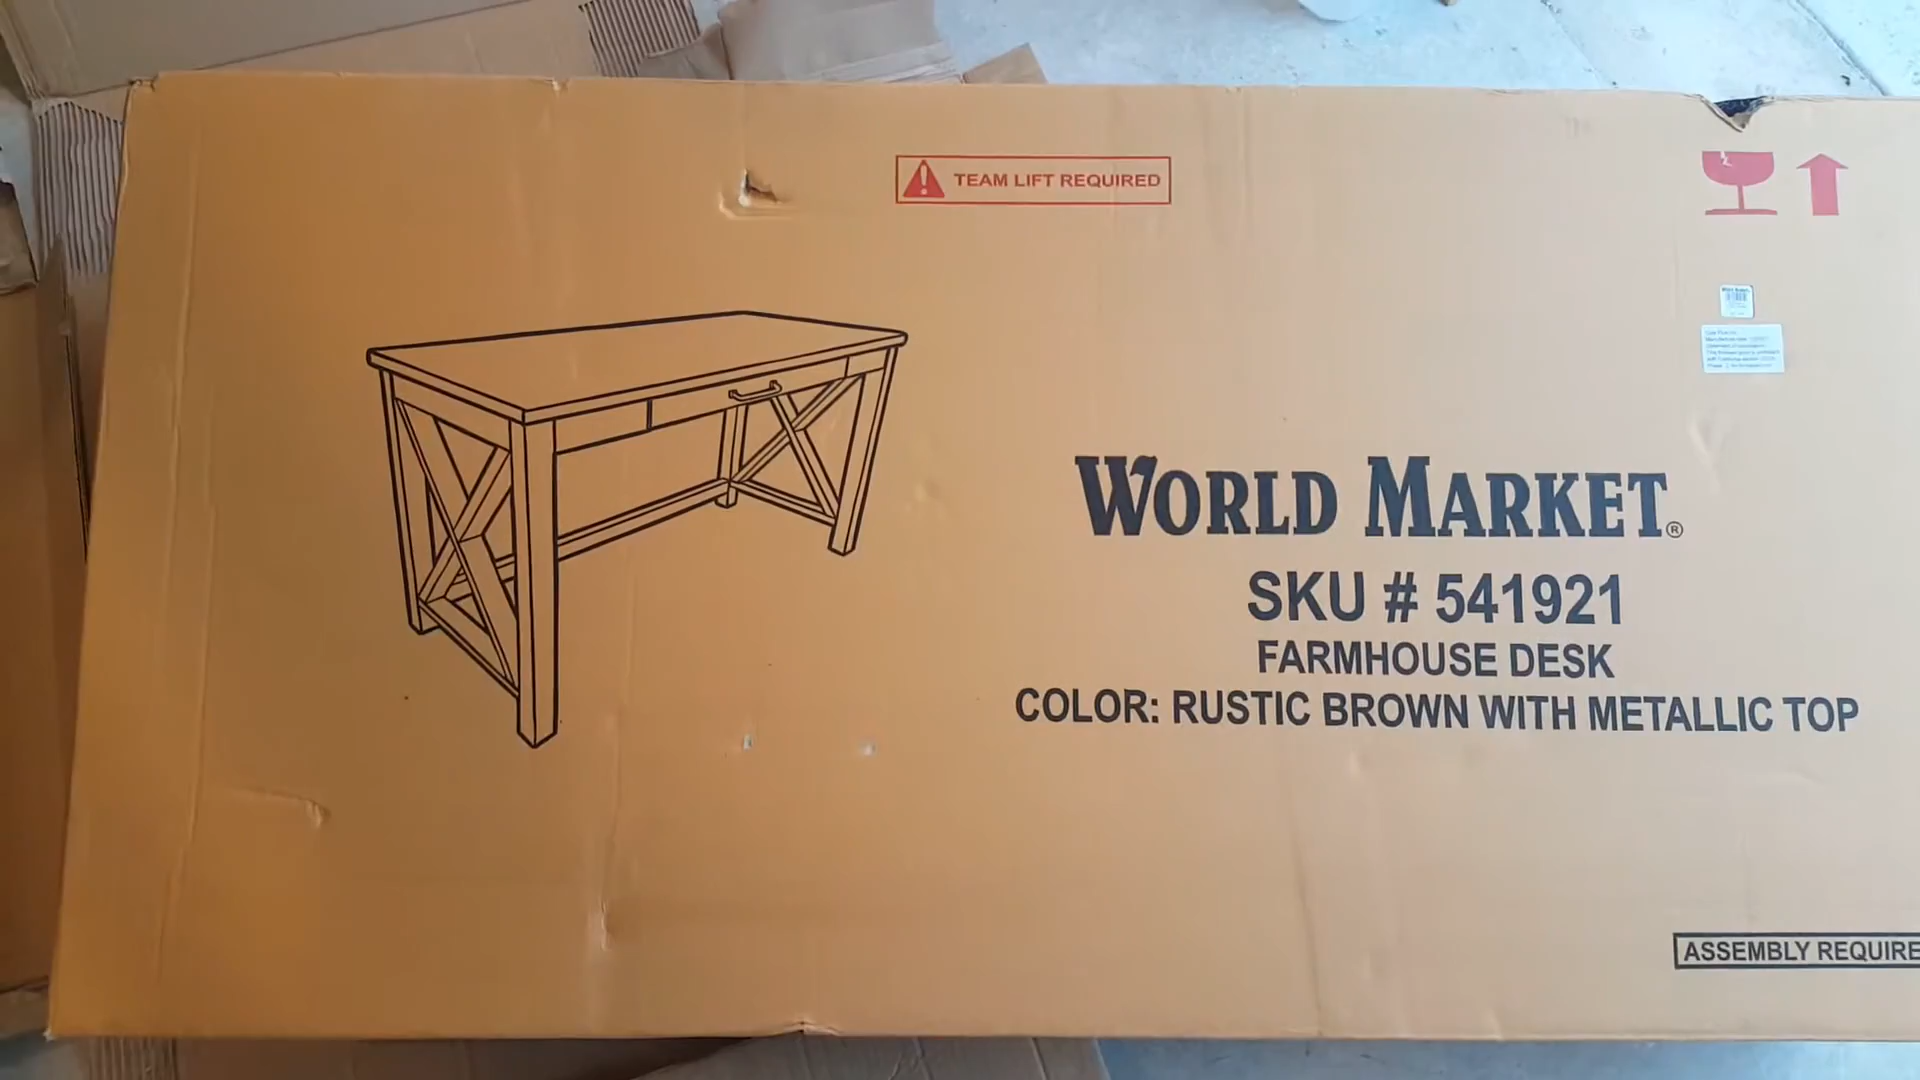 TEAM LIFT REQUIRED
WORLD MARKET®
SKU # 541921
FARMHOUSE DESK
COLOR: RUSTIC BROWN WITH METALLIC TOP
ASSEMBLY REQUIRE